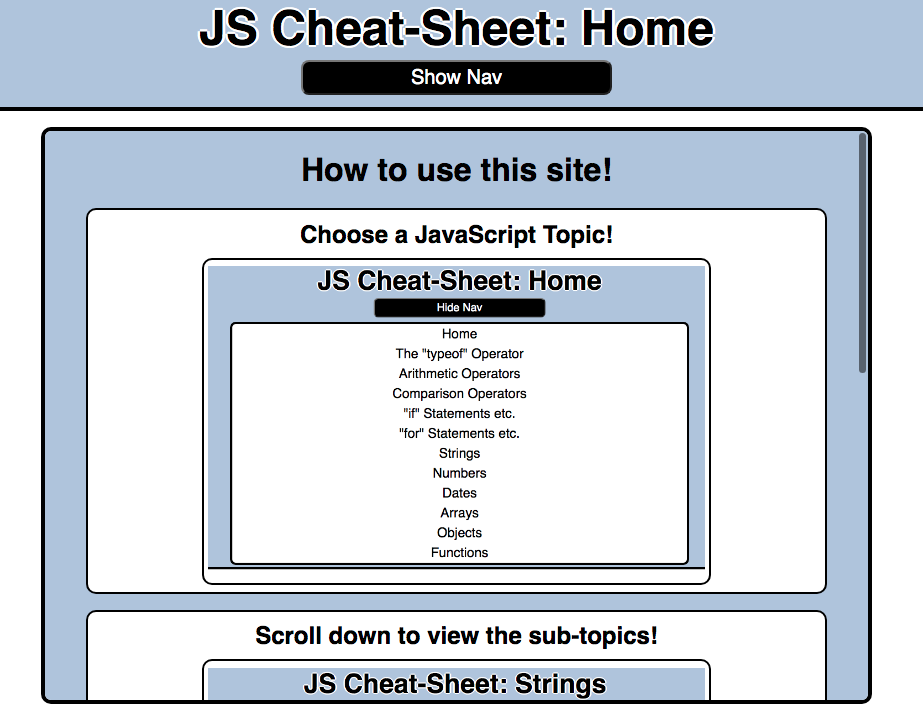 JS Cheat-Sheet: Home
Show Nav
How to use this site!
Choose a JavaScript Topic!
JS Cheat-Sheet: Home
Hide Nav
Home
The "typeof" Operator
Arithmetic Operators
Comparison Operators
"if" Statements etc.
"for" Statements etc.
Strings
Numbers
Dates
Arrays
Objects
Functions
Scroll down to view the sub-topics!
JS Cheat-Sheet: Strings